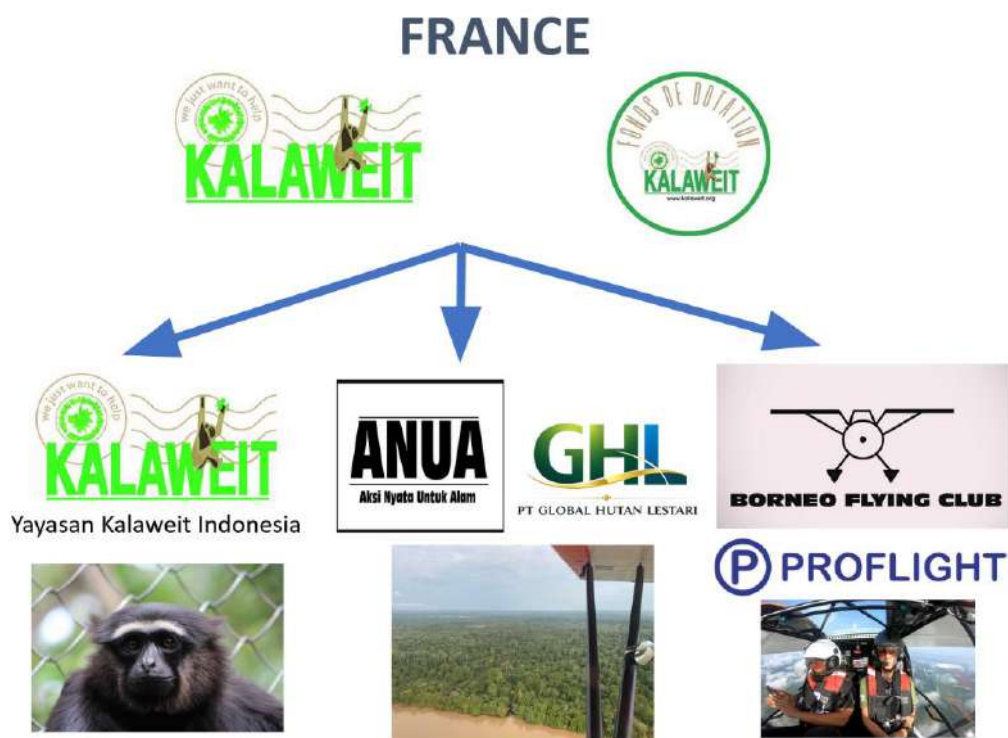 FRANCE
we just want to help
KALAWEIT
FONDS DE DOTATION
KALAWEIT
www.kalaweit.org
we just want to help
KALAWEIT
Yayasan Kalaweit Indonesia
ANUA
Aksi Nyata Untuk Alam
GHL
PT GLOBAL HUTAN LESTARI
BORNEO FLYING CLUB
P PROFLIGHT